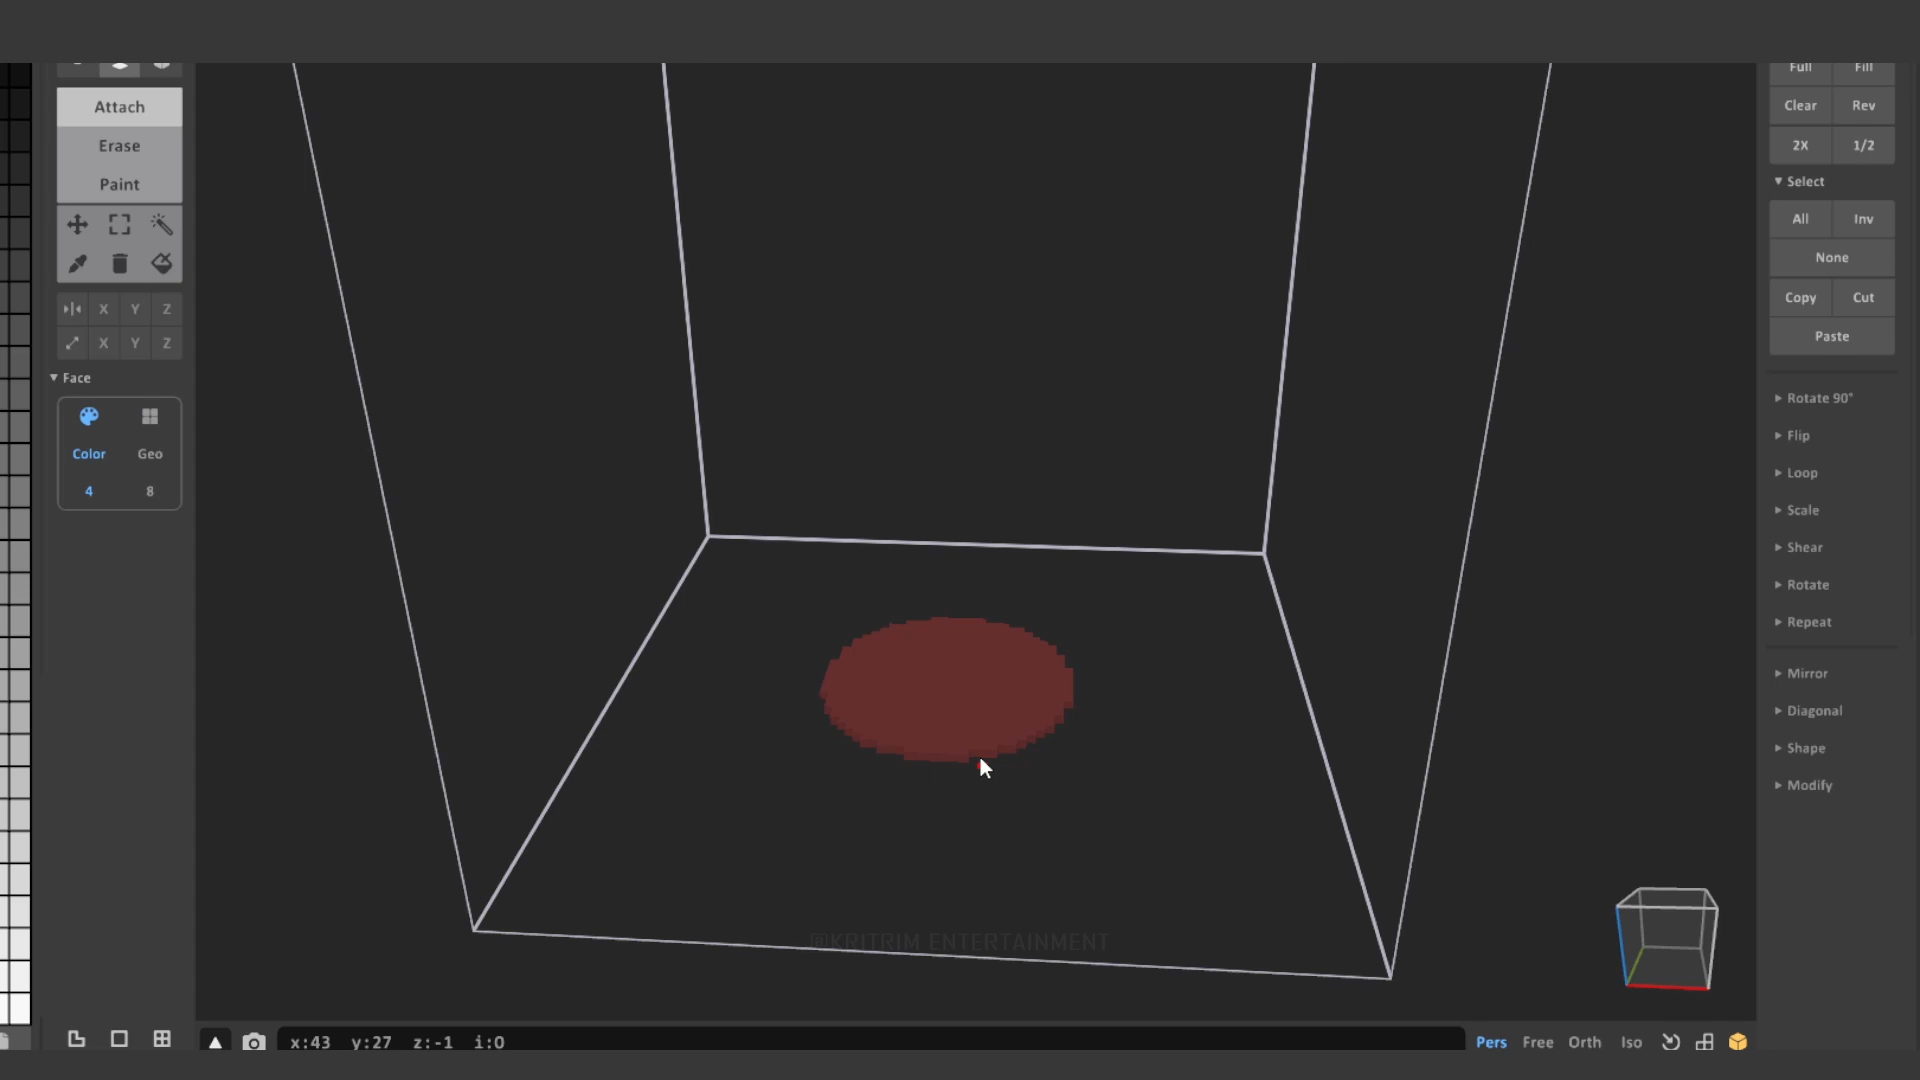 Attach
Erase
Paint
X Y Z
X Y Z
Face
Color Geo
4 8
Full Fill
Clear Rev
2X 1/2
Select
All Inv
None
Copy Cut
Paste
Rotate 90°
Flip
Loop
Scale
Shear
Rotate
Repeat
Mirror
Diagonal
Shape
Modify
@KRITRIM ENTERTAINMENT
x:43 y:27 z:-1 i:0
Pers Free Orth Iso